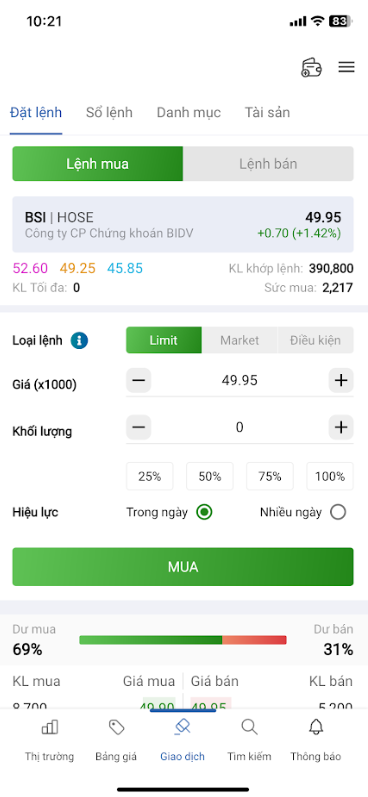 10:21
83
Đặt lệnh Sổ lệnh Danh mục Tài sản
Lệnh mua Lệnh bán
BSI | HOSE 49.95
Công ty CP Chứng khoán BIDV +0.70 (+1.42%)
52.60 49.25 45.85 KL khớp lệnh: 390,800
KL Tối đa: 0 Sức mua: 2,217
Loại lệnh i Limit Market Điều kiện
Giá (x1000) 49.95
Khối lượng 0
25% 50% 75% 100%
Hiệu lực Trong ngày Nhiều ngày
MUA
Dư mua Dư bán
69% 31%
KL mua Giá mua Giá bán KL bán
8,700 49.90 49.95 5,200
Thị trường Bảng giá Giao dịch Tìm kiếm Thông báo